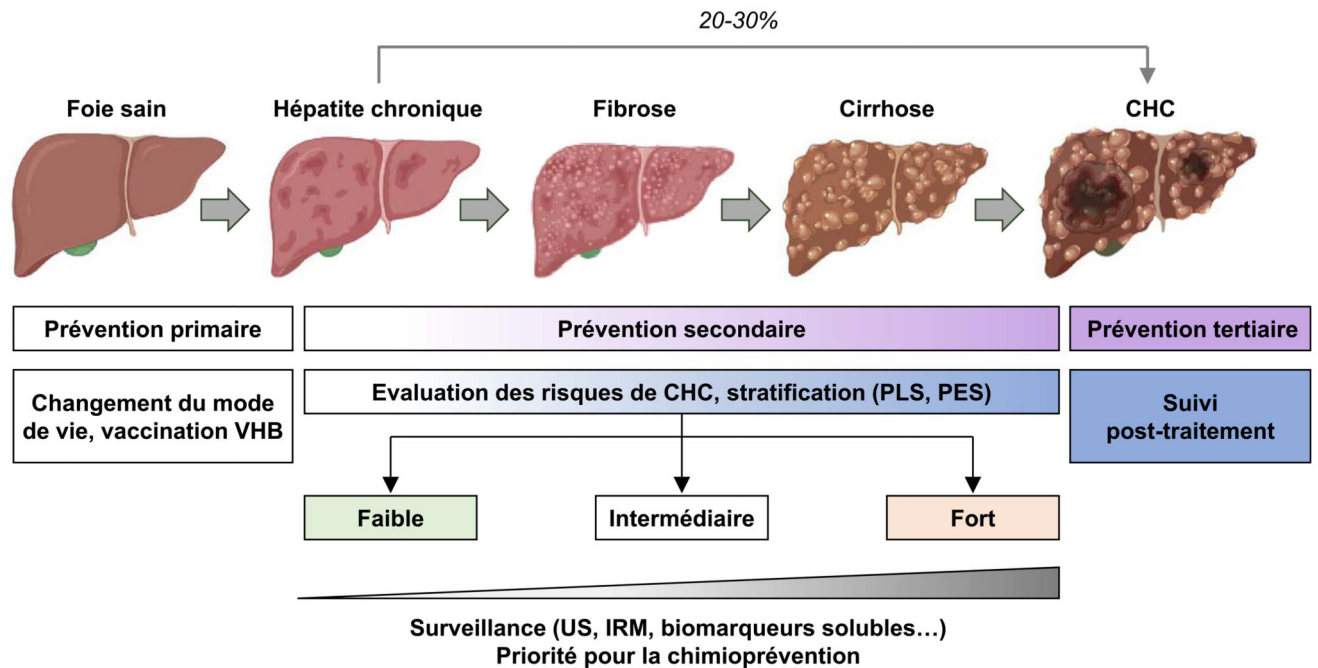 20-30%
Foie sain
Hépatite chronique
Fibrose
Cirrhose
CHC
Prévention primaire
Prévention secondaire
Prévention tertiaire
Changement du mode
de vie, vaccination VHB
Evaluation des risques de CHC, stratification (PLS, PES)
Suivi
post-traitement
Faible
Intermédiaire
Fort
Surveillance (US, IRM, biomarqueurs solubles…)
Priorité pour la chimioprévention